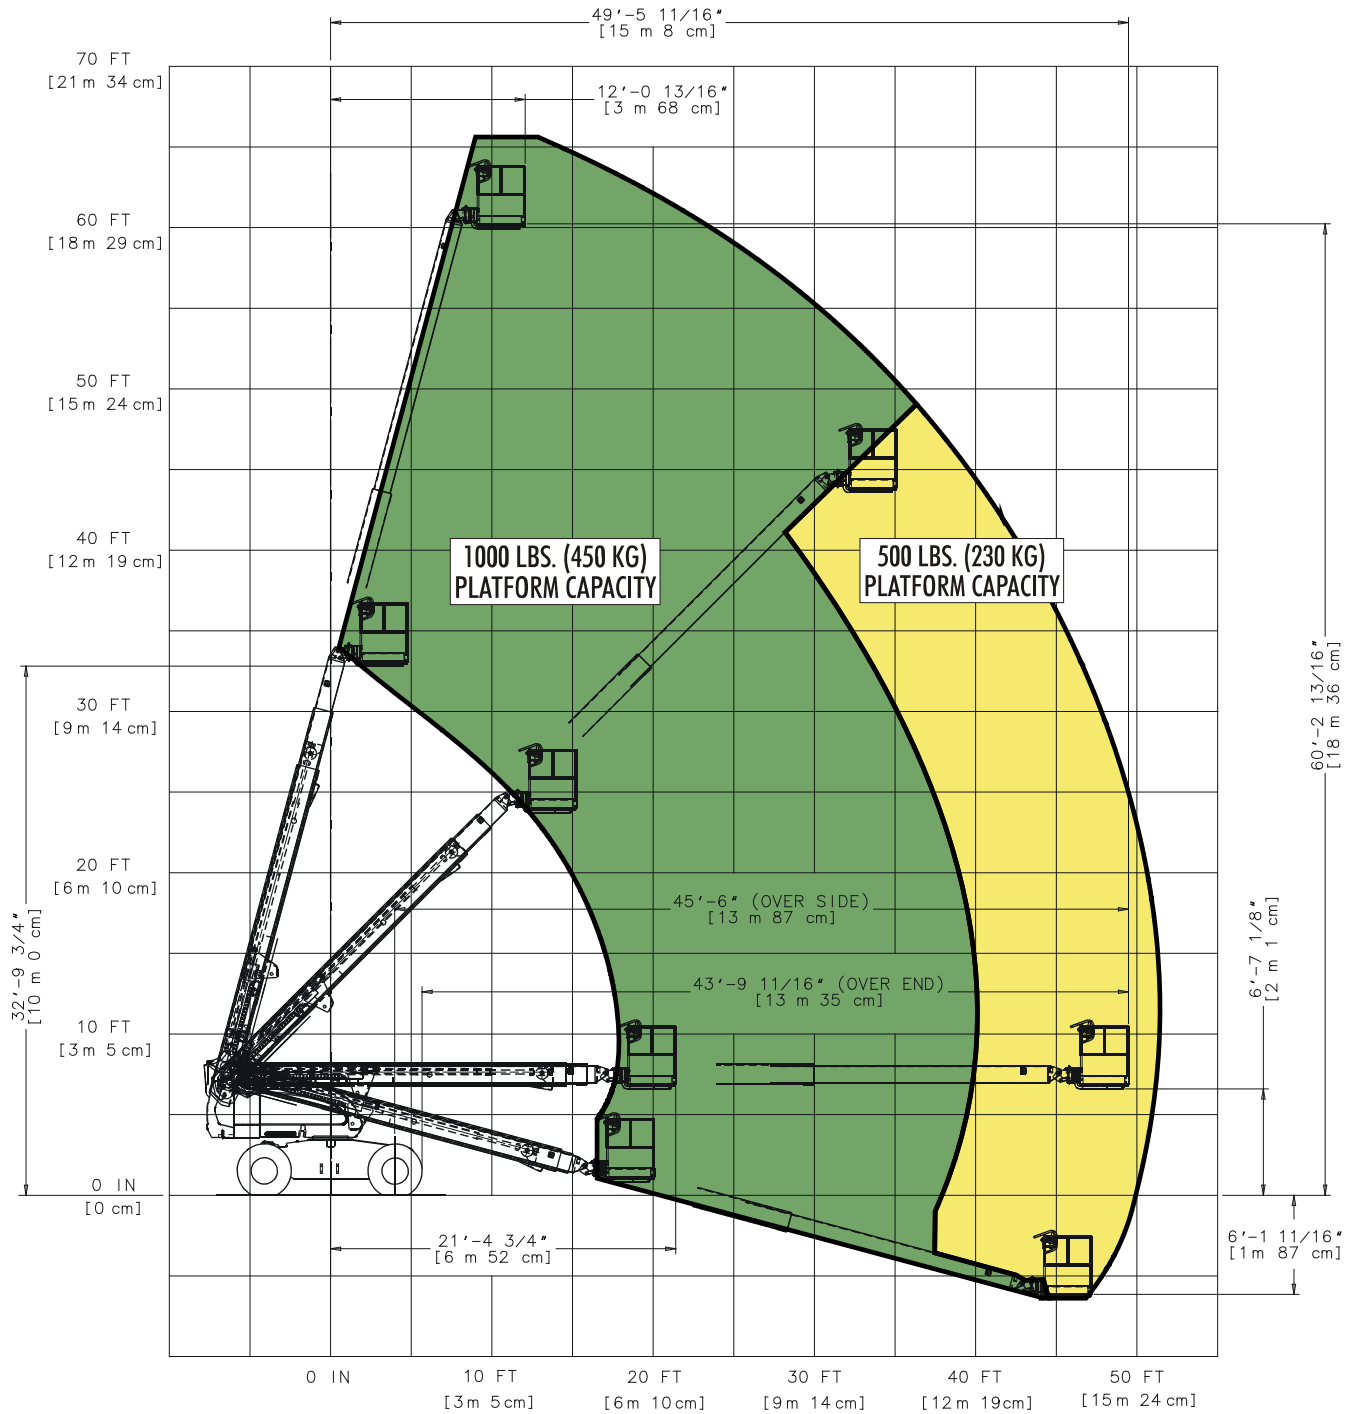 49'-5 11/16"
[15 m 8 cm]
70 FT
[21 m 34 cm]
12'-0 13/16"
[3 m 68 cm]
60 FT
[18 m 29 cm]
50 FT
[15 m 24 cm]
40 FT
[12 m 19 cm]
1000 LBS. (450 KG)
PLATFORM CAPACITY
500 LBS. (230 KG)
PLATFORM CAPACITY
60'-2 13/16"
[18 m 36 cm]
30 FT
[9 m 14 cm]
20 FT
[6 m 10 cm]
45'-6" (OVER SIDE)
[13 m 87 cm]
32'-9 3/4"
[10 m 0 cm]
6'-7 1/8"
[2 m 1 cm]
43'-9 11/16" (OVER END)
[13 m 35 cm]
10 FT
[3 m 5 cm]
0 IN
[0 cm]
21'-4 3/4"
[6 m 52 cm]
6'-1 11/16"
[1 m 87 cm]
0 IN
10 FT
[3 m 5 cm]
20 FT
[6 m 10 cm]
30 FT
[9 m 14 cm]
40 FT
[12 m 19 cm]
50 FT
[15 m 24 cm]